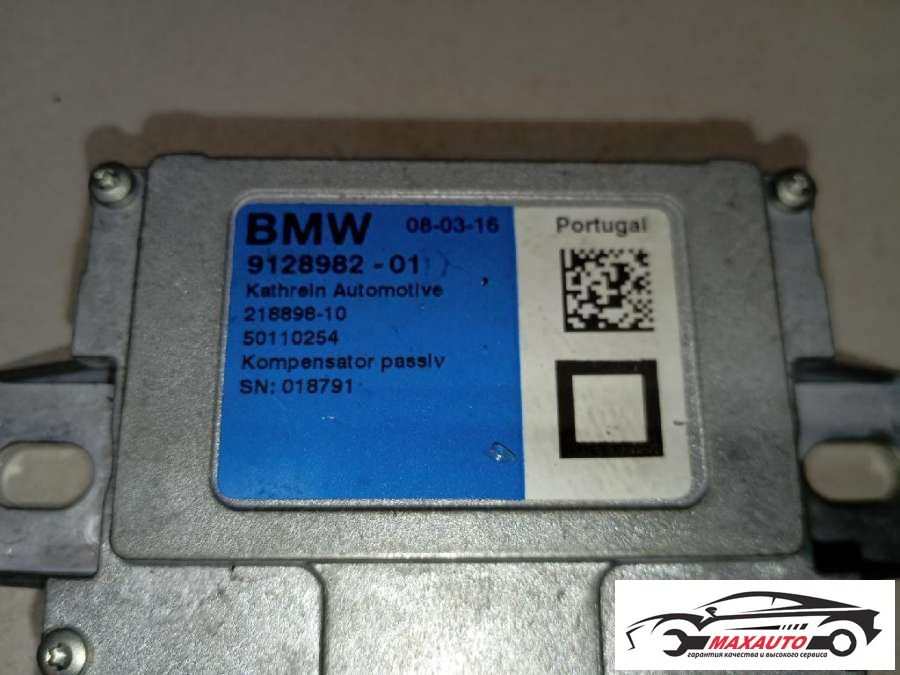 BMW 08-03-16
9128982-01
Kathrein Automotive
218898-10
50110254
Kompensator passiv
SN: 018791
Portugal
MAXAUTO
гарантия качества и высокого сервиса